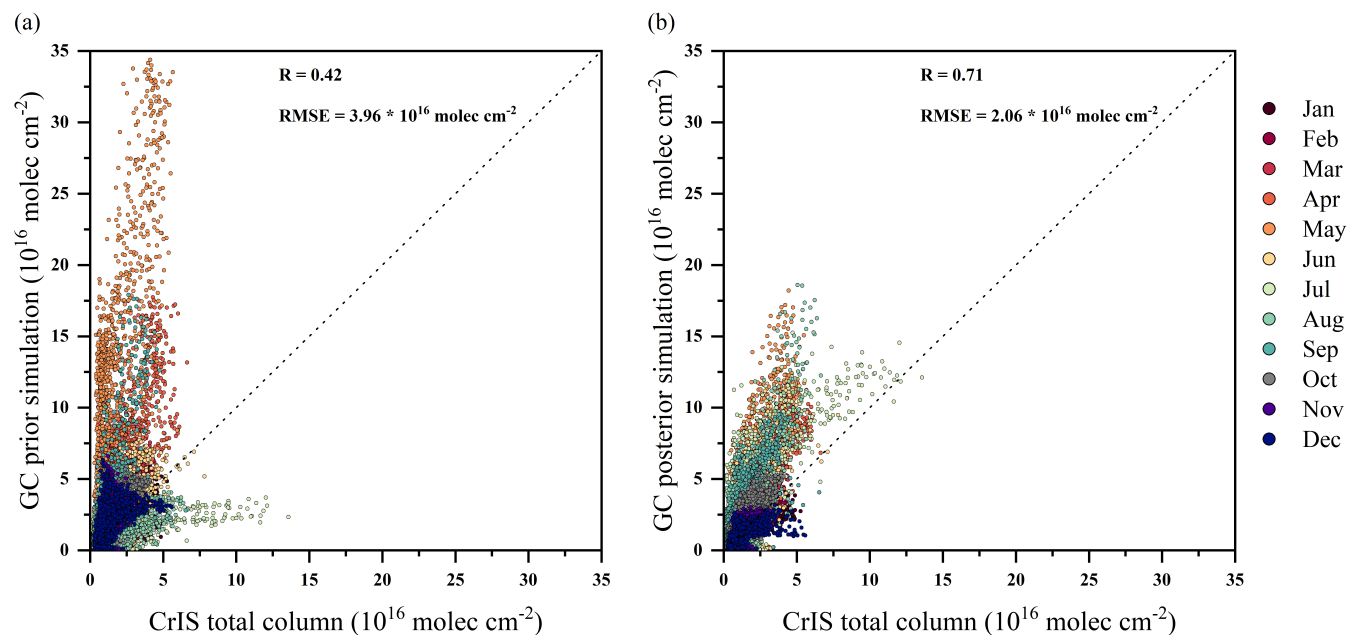 (a)
R = 0.42
RMSE = 3.96 * 10^16 molec cm^-2
35
30
25
20
15
10
5
0
GC prior simulation (10^16 molec cm^-2)
0 5 10 15 20 25 30 35
CrIS total column (10^16 molec cm^-2)
(b)
R = 0.71
RMSE = 2.06 * 10^16 molec cm^-2
35
30
25
20
15
10
5
0
GC posterior simulation (10^16 molec cm^-2)
0 5 10 15 20 25 30 35
CrIS total column (10^16 molec cm^-2)
Jan
Feb
Mar
Apr
May
Jun
Jul
Aug
Sep
Oct
Nov
Dec